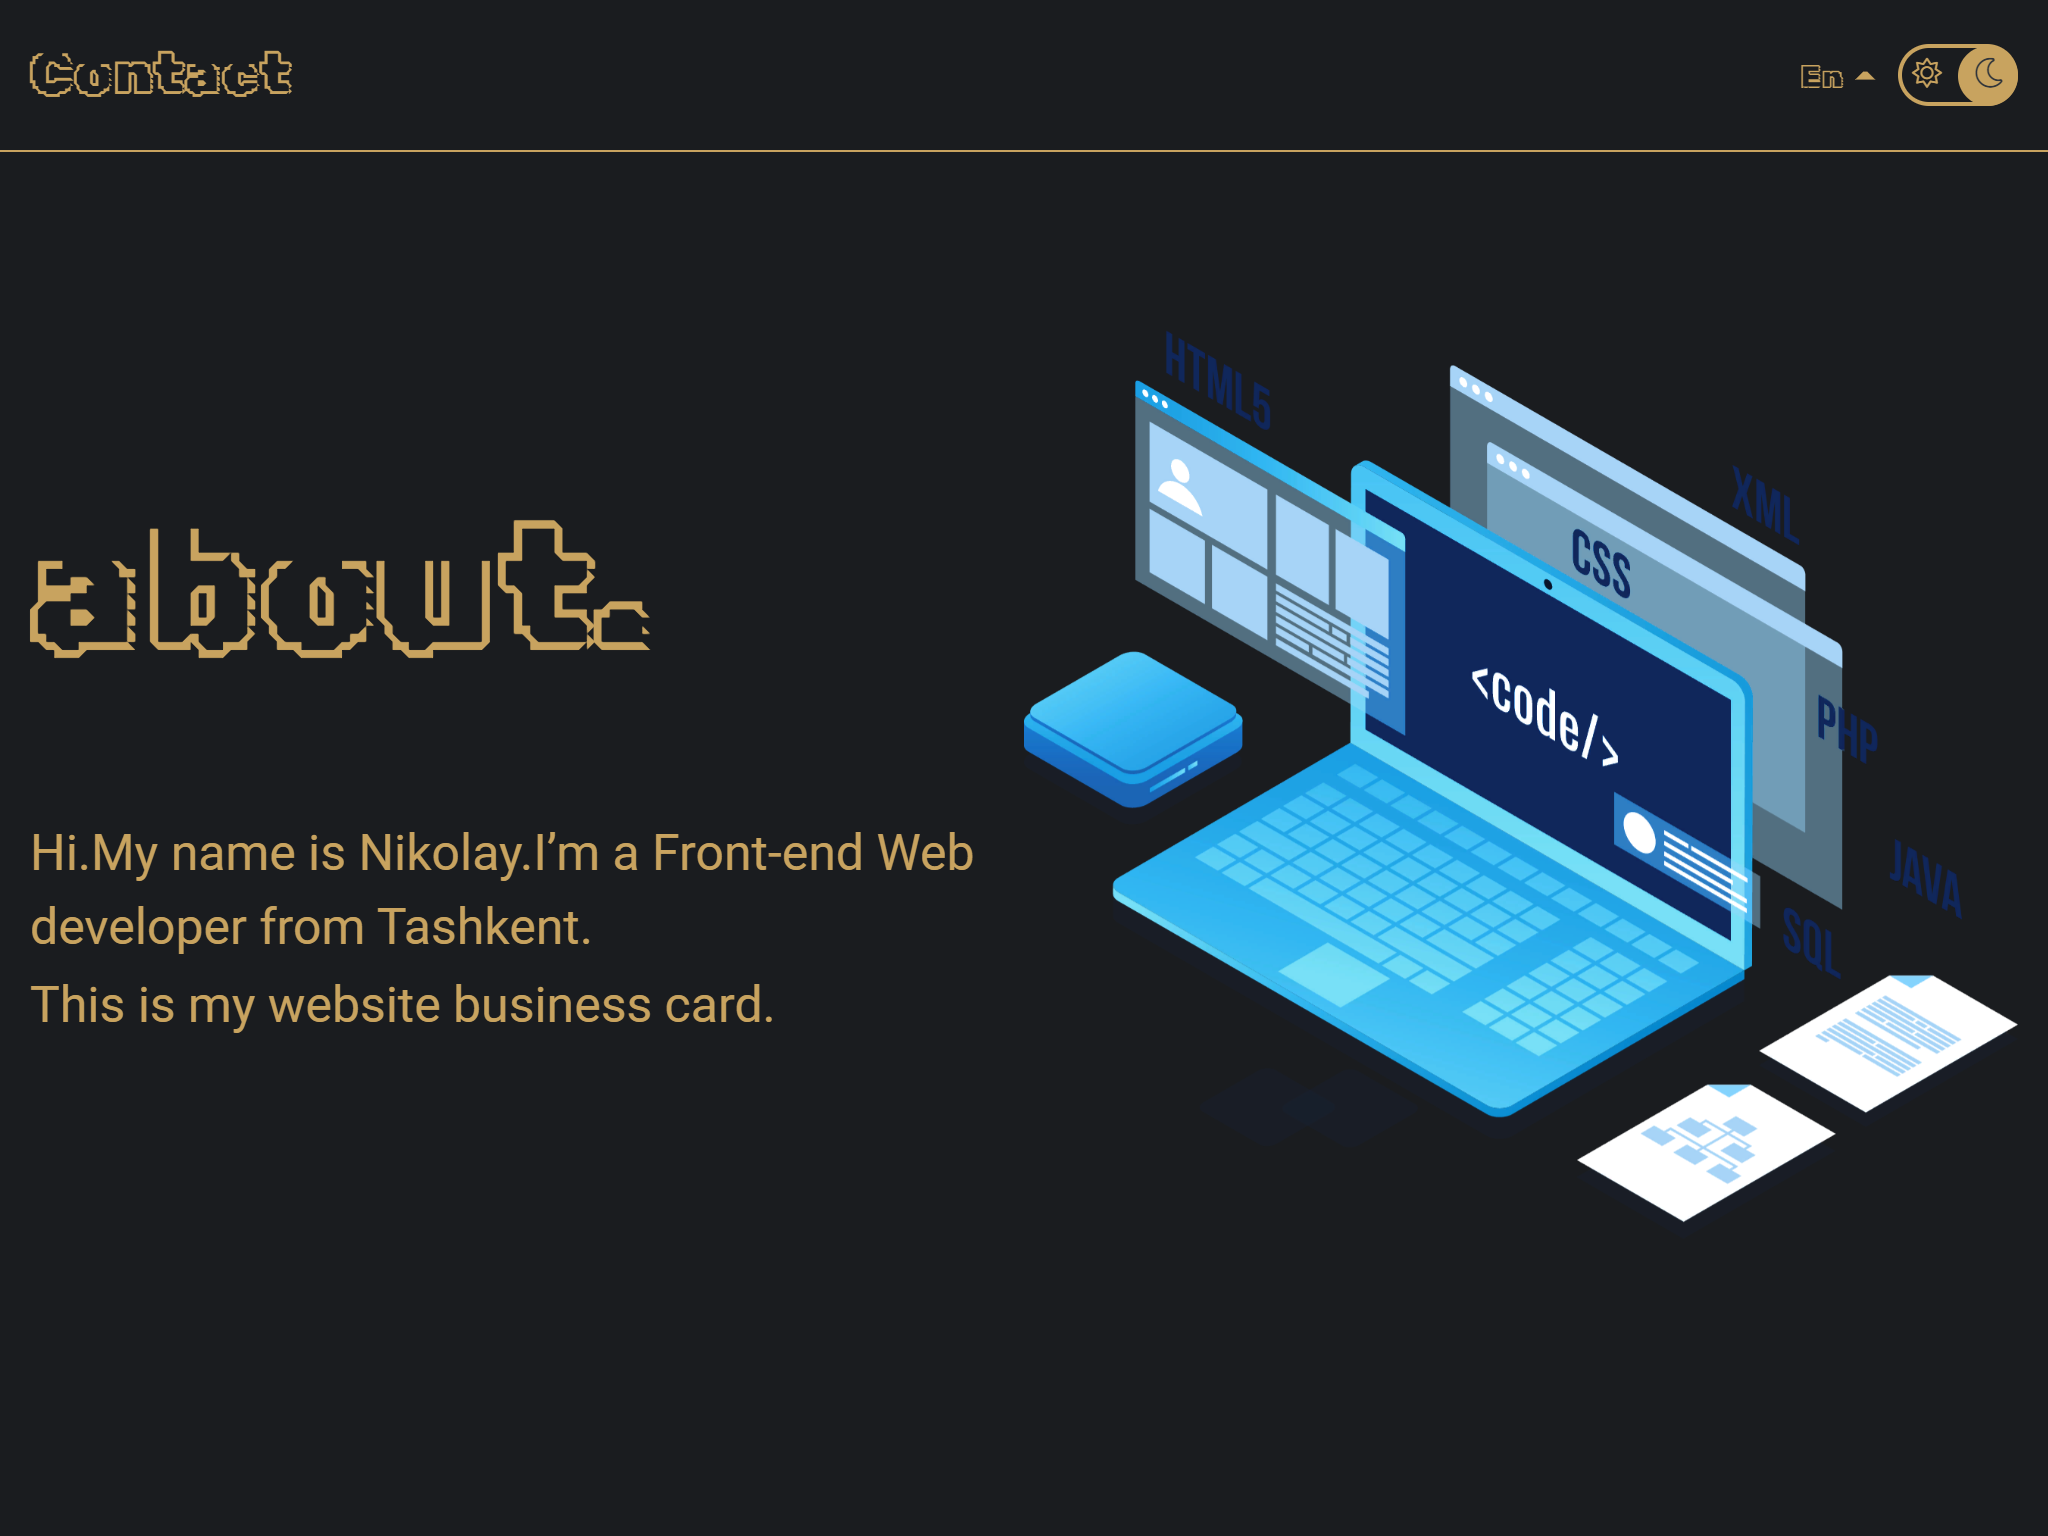 Contact
En
about.
Hi.My name is Nikolay.I’m a Front-end Web
developer from Tashkent.
This is my website business card.
HTML5
XML
CSS
<code/>
PHP
JAVA
SQL